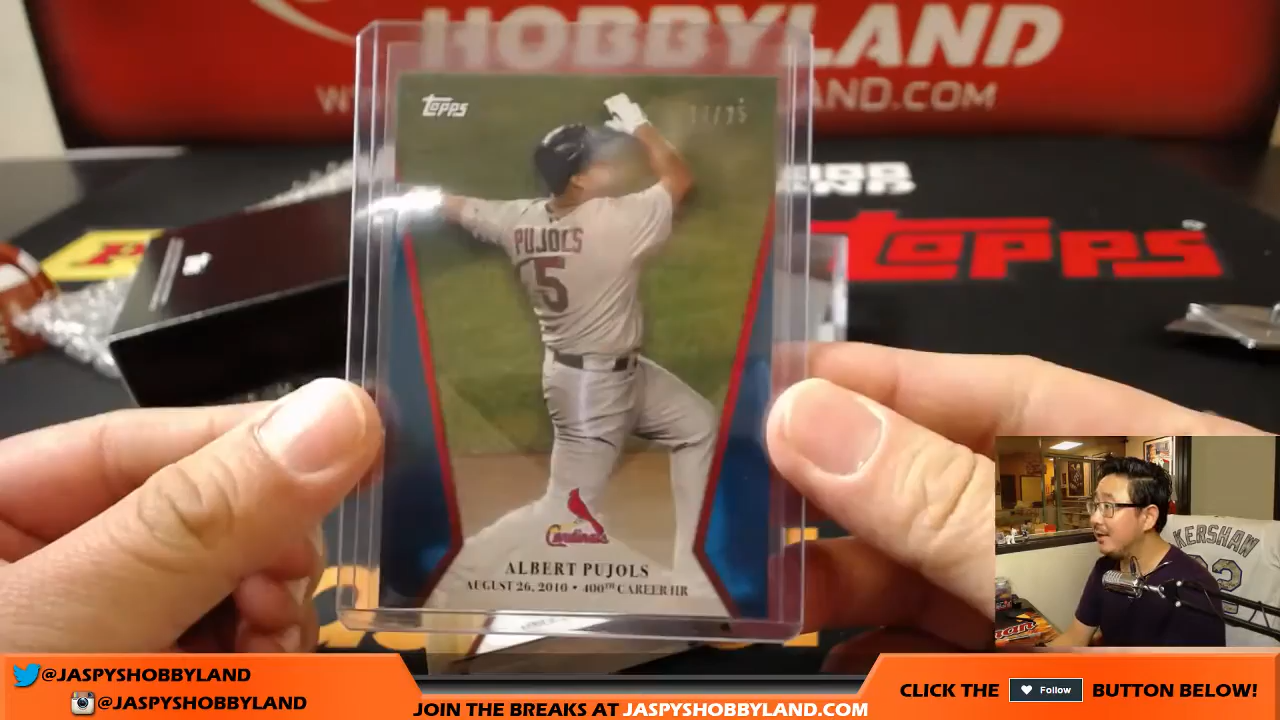 HOBBYLAND
AND.COM
Topps
PUJOLS
5
Topps
Cardinals
ALBERT PUJOLS
AUGUST 26, 2010 • 400TH CAREER HR
KERSHAW
@JASPYSHOBBYLAND
@JASPYSHOBBYLAND
JOIN THE BREAKS AT JASPYSHOBBYLAND.COM
CLICK THE Follow BUTTON BELOW!